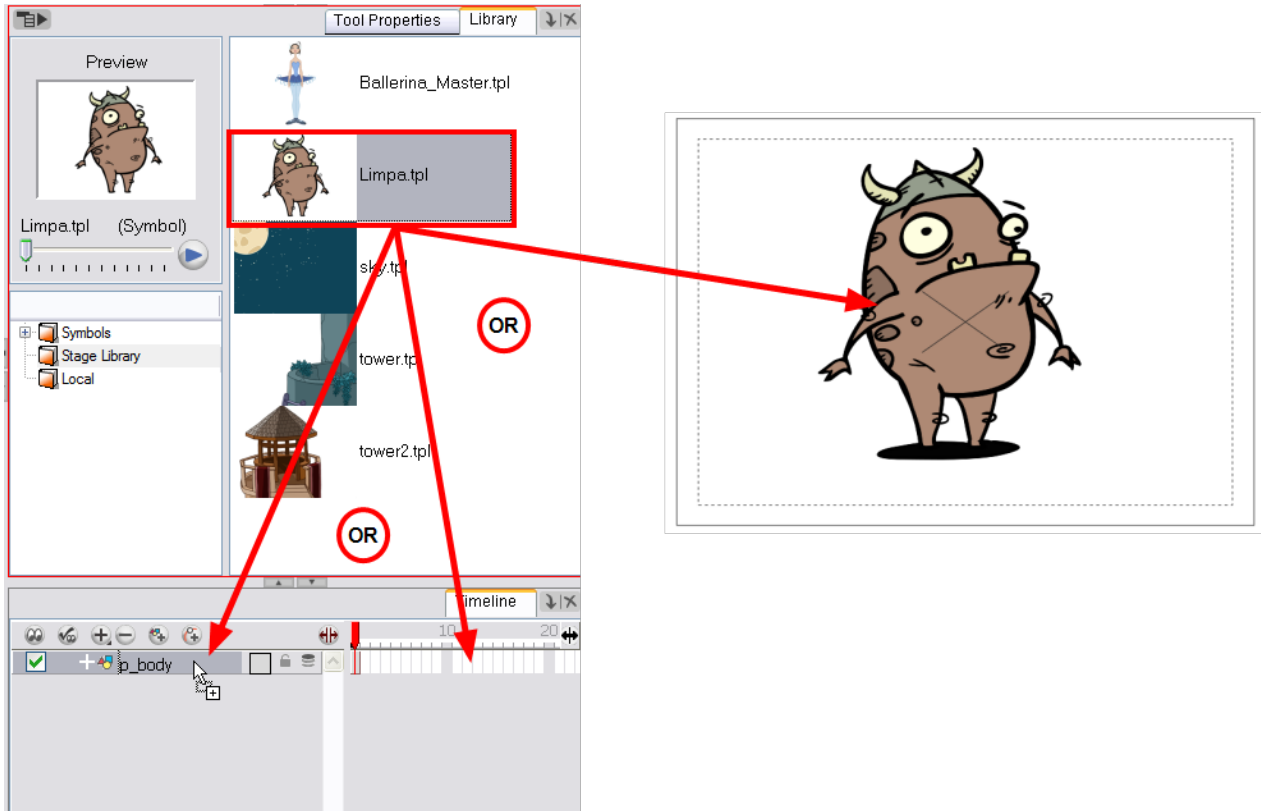 Tool Properties Library
Preview
Limpa.tpl (Symbol)
Symbols
Stage Library
Local
Ballerina_Master.tpl
Limpa.tpl
sky.tpl
tower.tp
tower2.tpl
OR
OR
Timeline
10 20
p_body